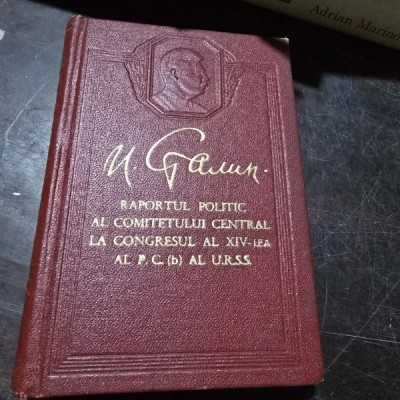 Adrian Marino
И Сталин.
RAPORTUL POLITIC
AL COMITETULUI CENTRAL
LA CONGRESUL AL XIV-LEA
AL P.C.(b) AL U.R.S.S.